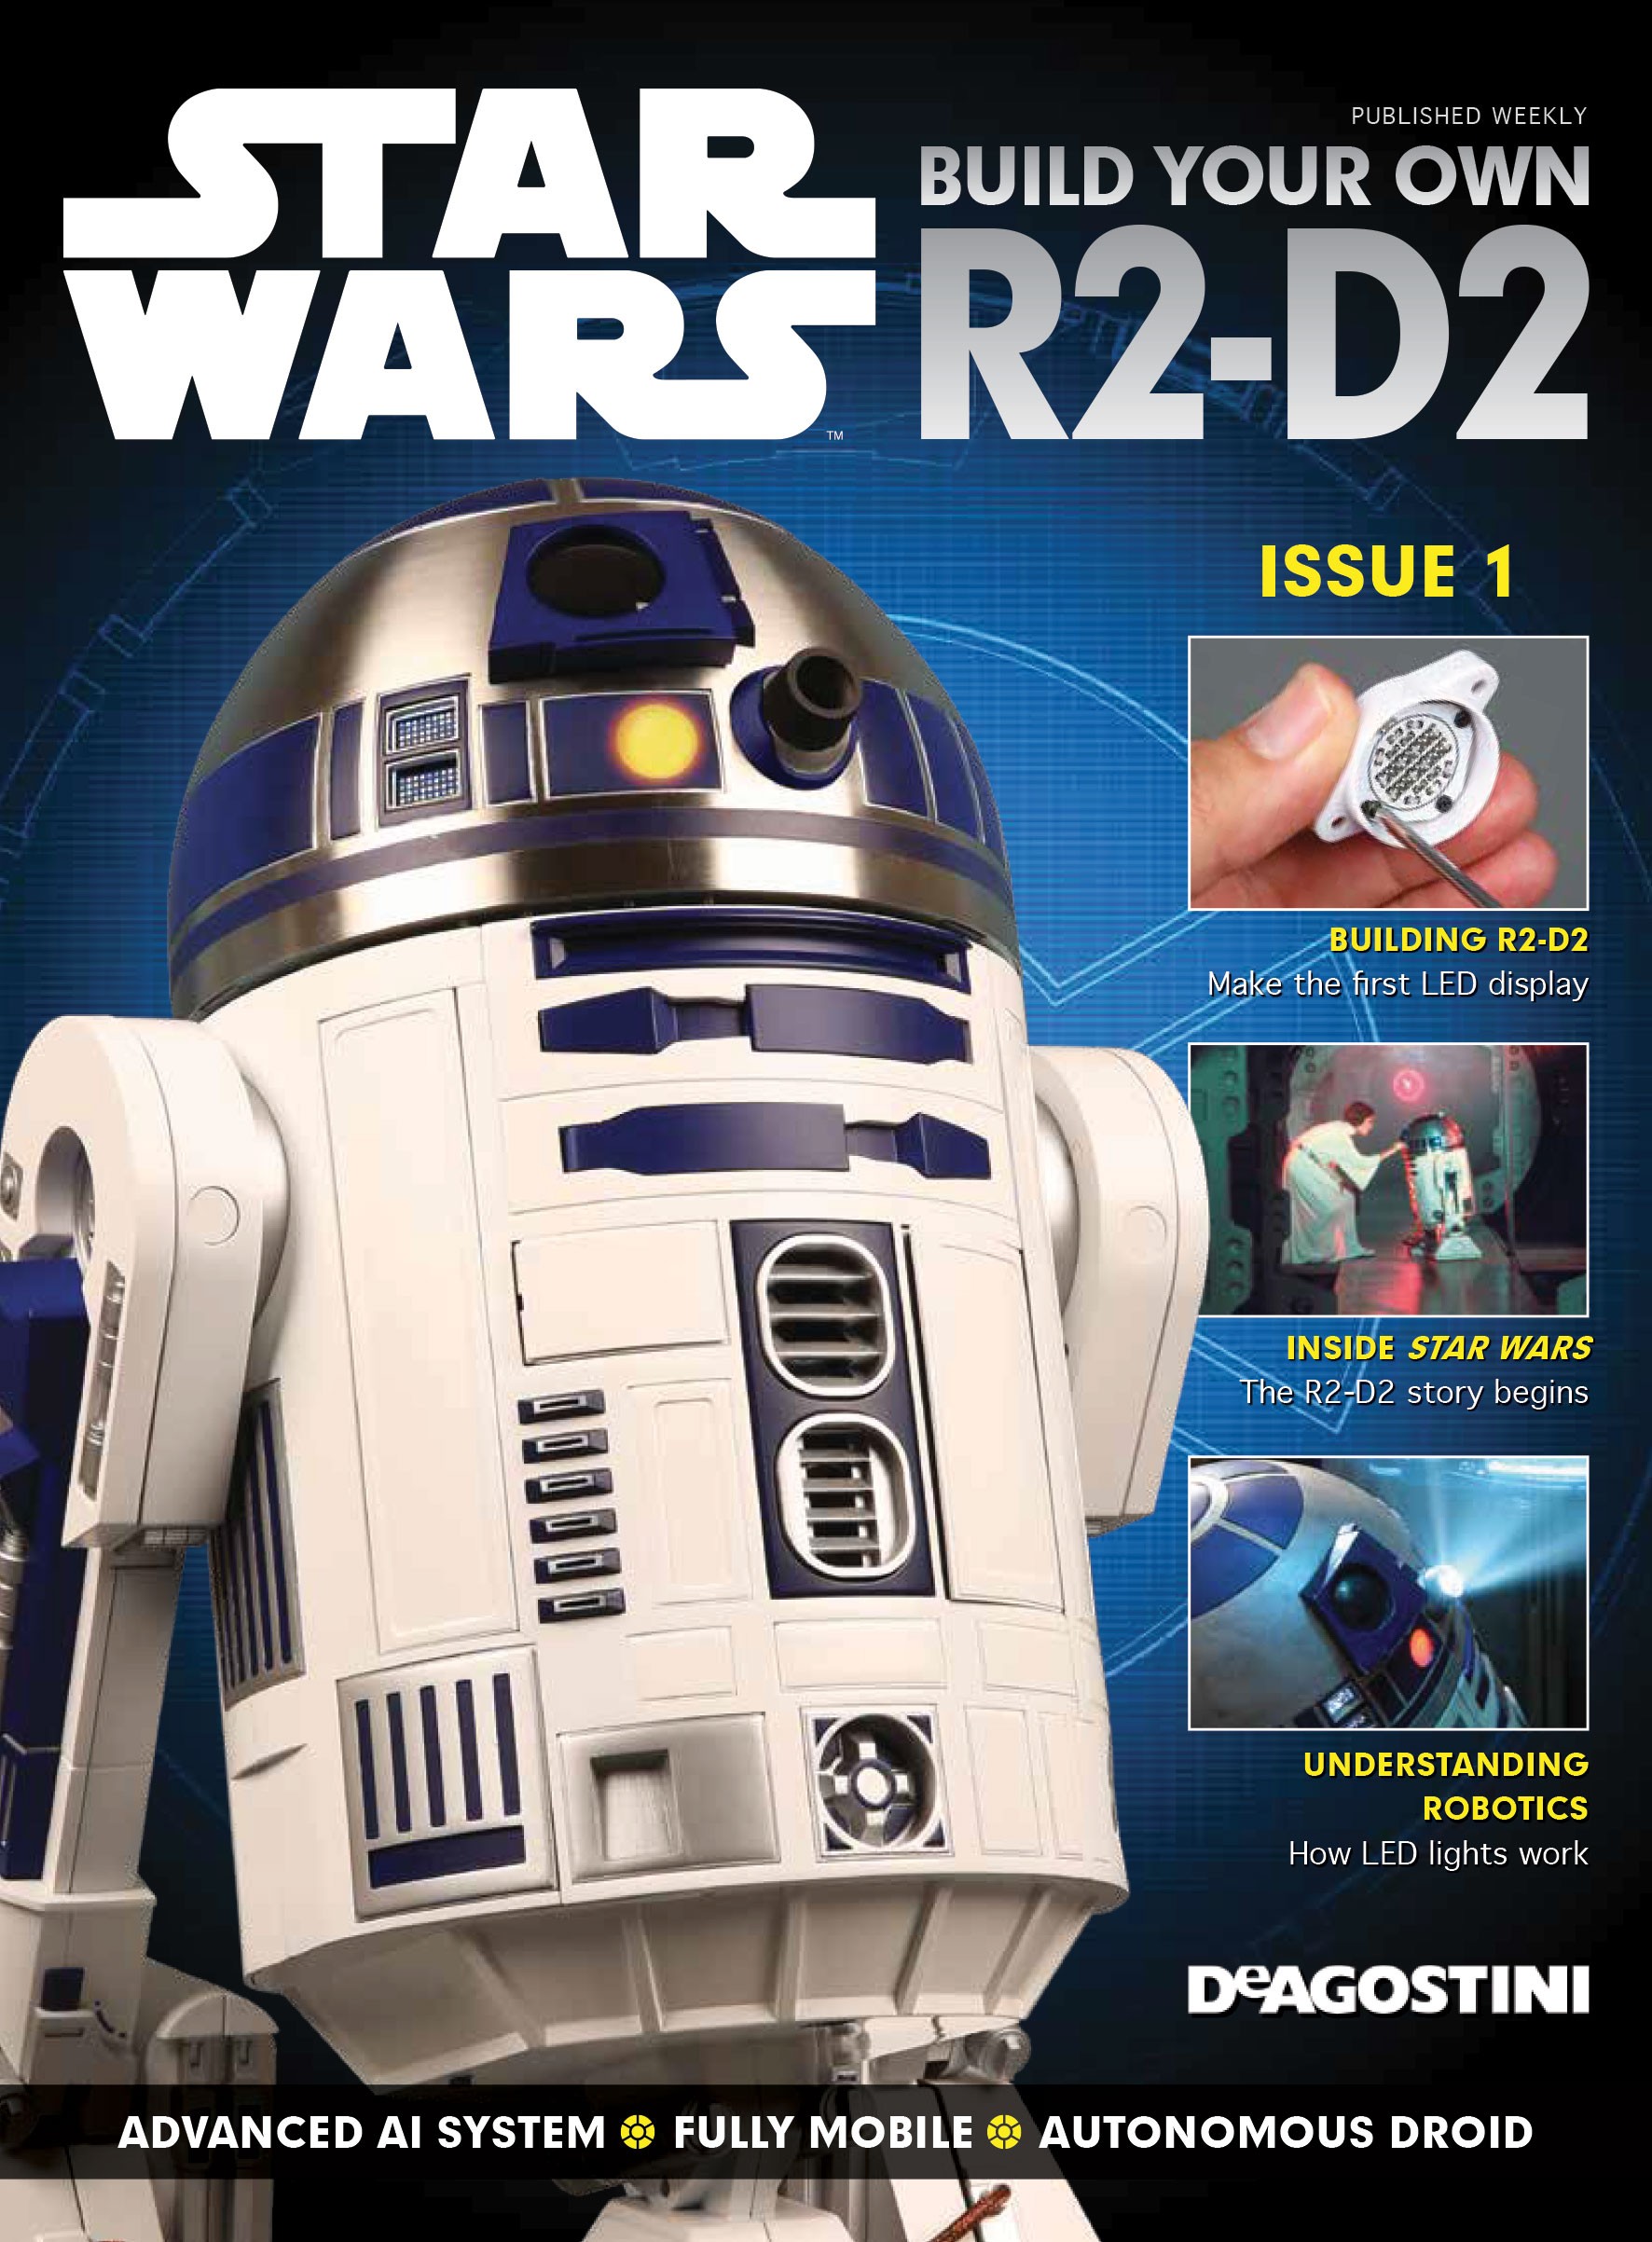 STAR
WARS
™
PUBLISHED WEEKLY
BUILD YOUR OWN
R2-D2
ISSUE 1
BUILDING R2-D2
Make the first LED display
INSIDE STAR WARS
The R2-D2 story begins
UNDERSTANDING
ROBOTICS
How LED lights work
DeAGOSTINI
ADVANCED AI SYSTEM FULLY MOBILE AUTONOMOUS DROID